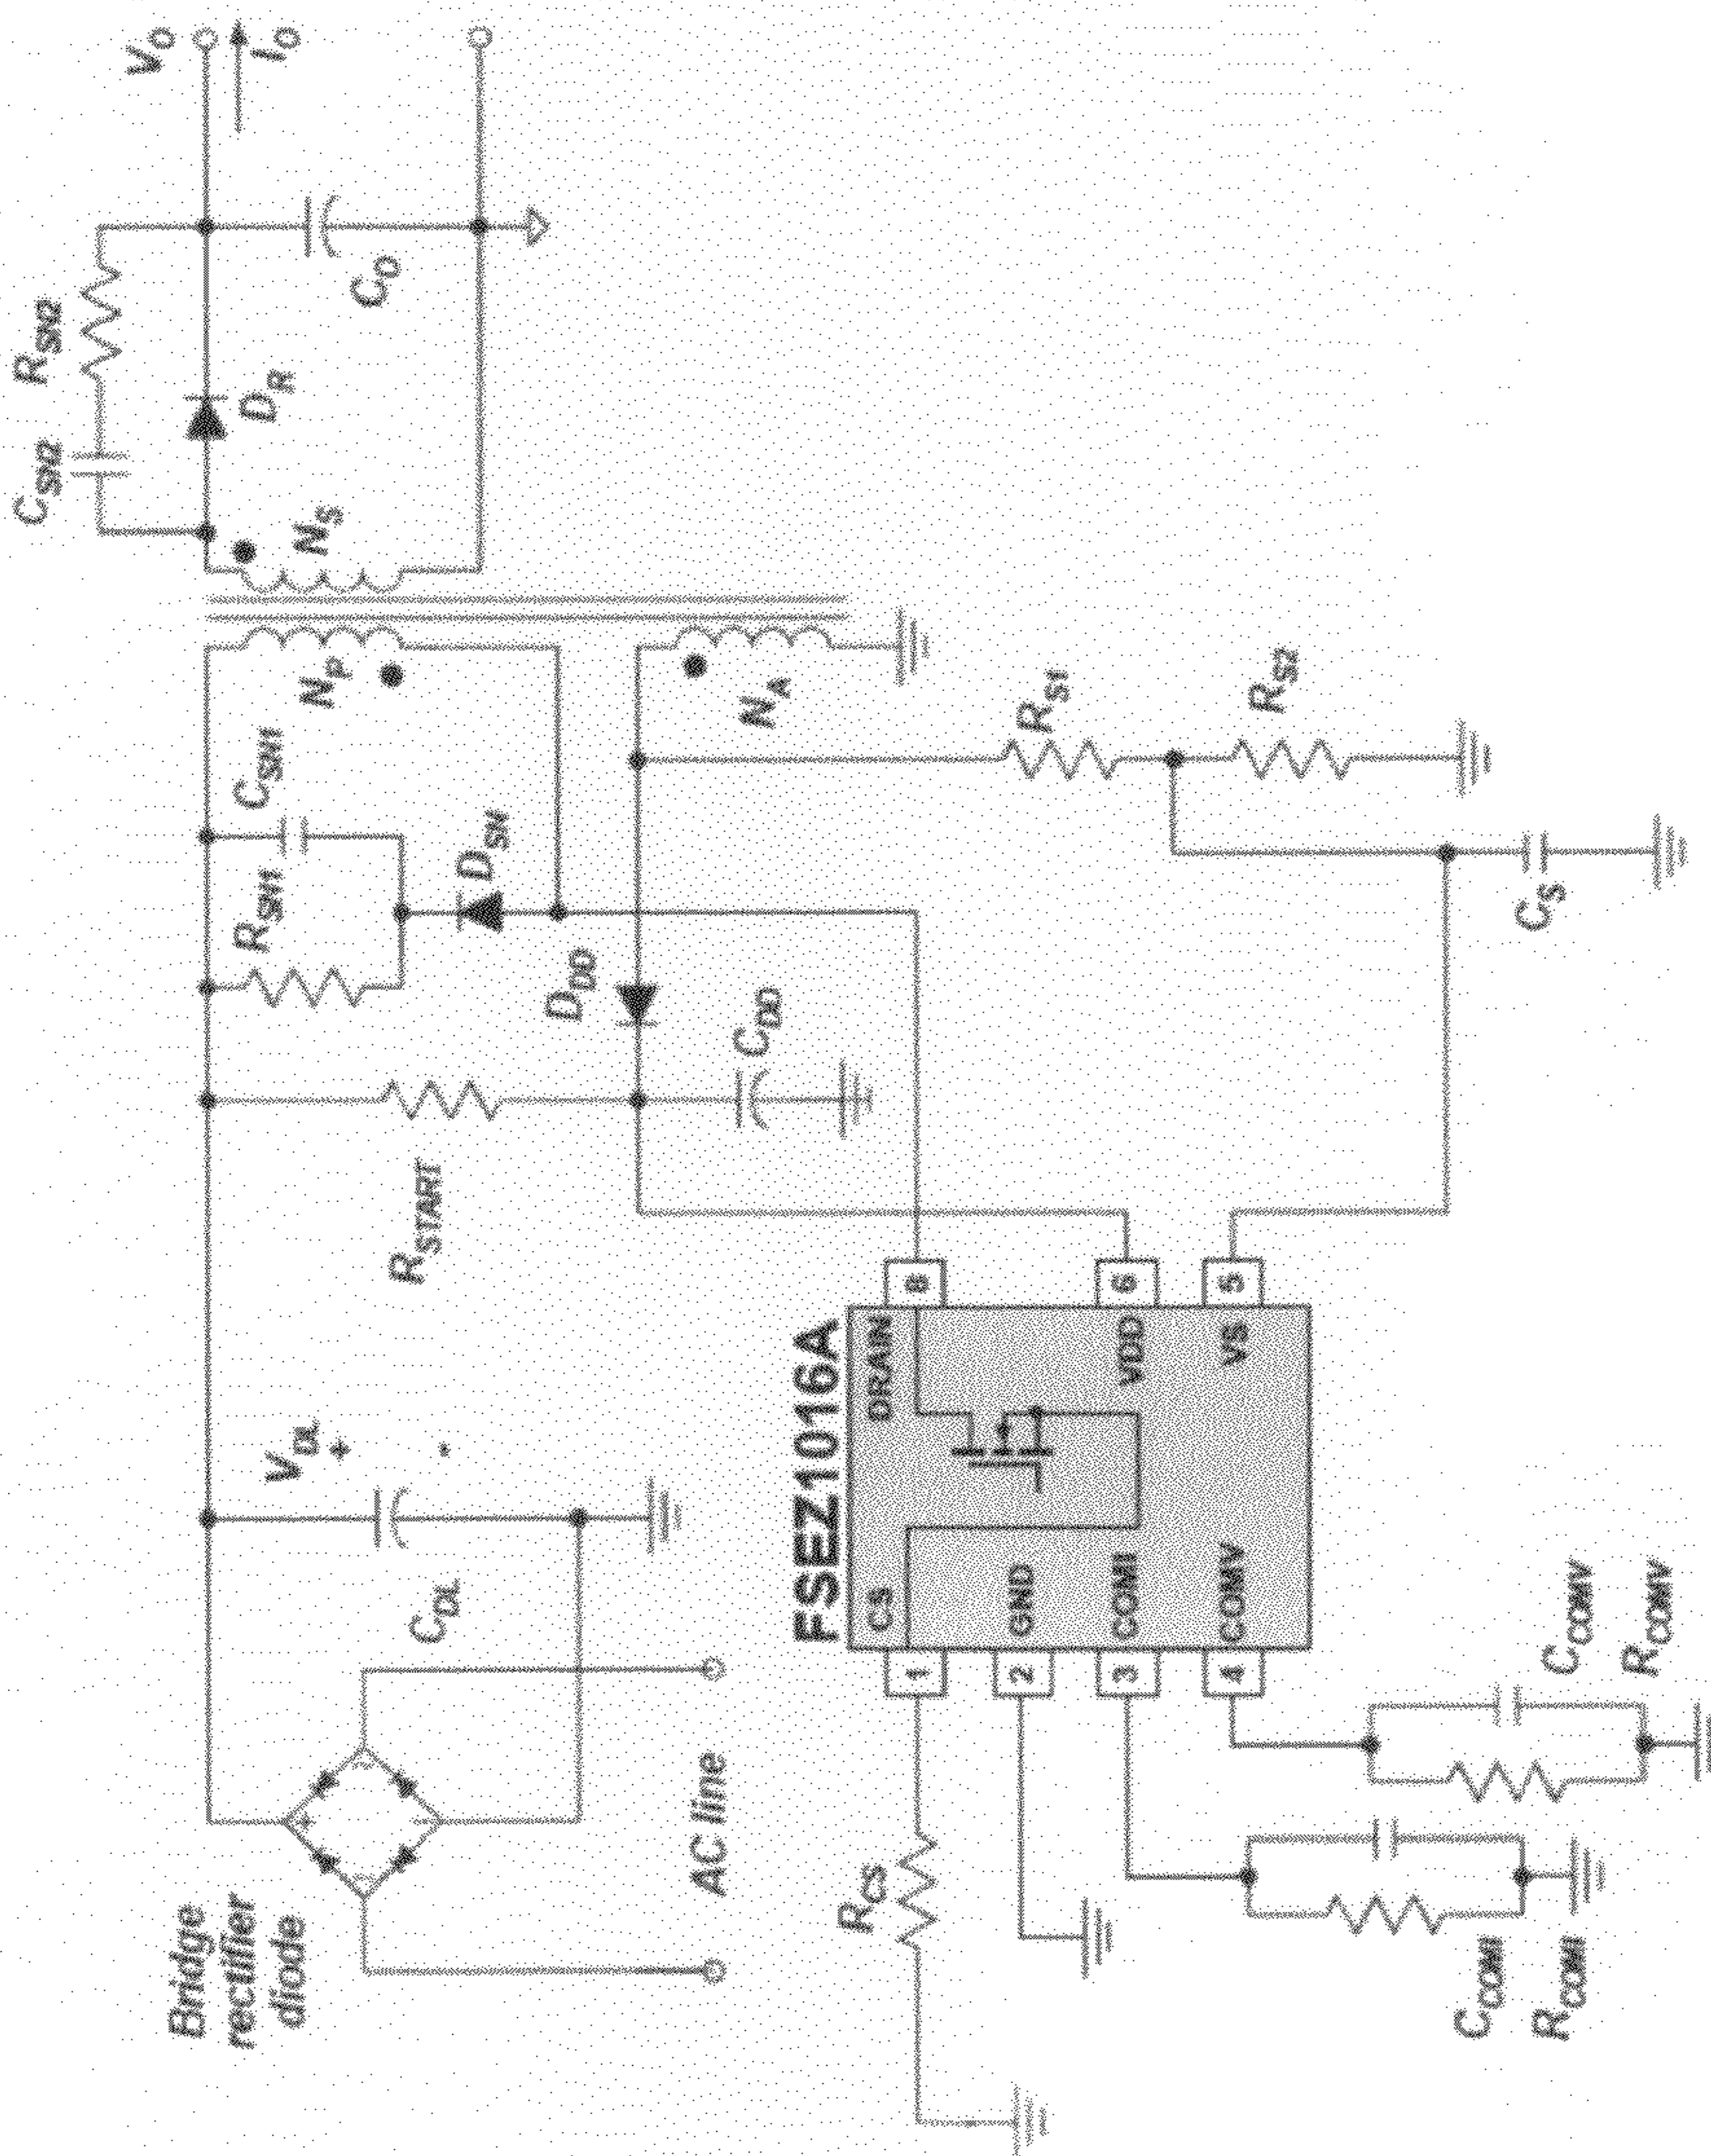 Bridge
rectifier
diode
AC line
CDL
VDL
+
-
RSTART
RSN1
CSN1
DSN
NP
NS
CSN2
RSN2
DR
CO
VO
IO
DDD
CDD
NA
RS1
RS2
CS
FSEZ1016A
CS
DRAIN
8
GND
COMI
VDD
6
COMV
VS
5
1
2
3
4
RCS
CCOMI
RCOMI
CCOMV
RCOMV